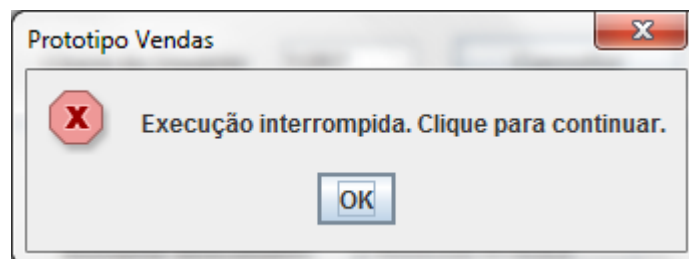 Prototipo Vendas
Execução interrompida. Clique para continuar.
OK